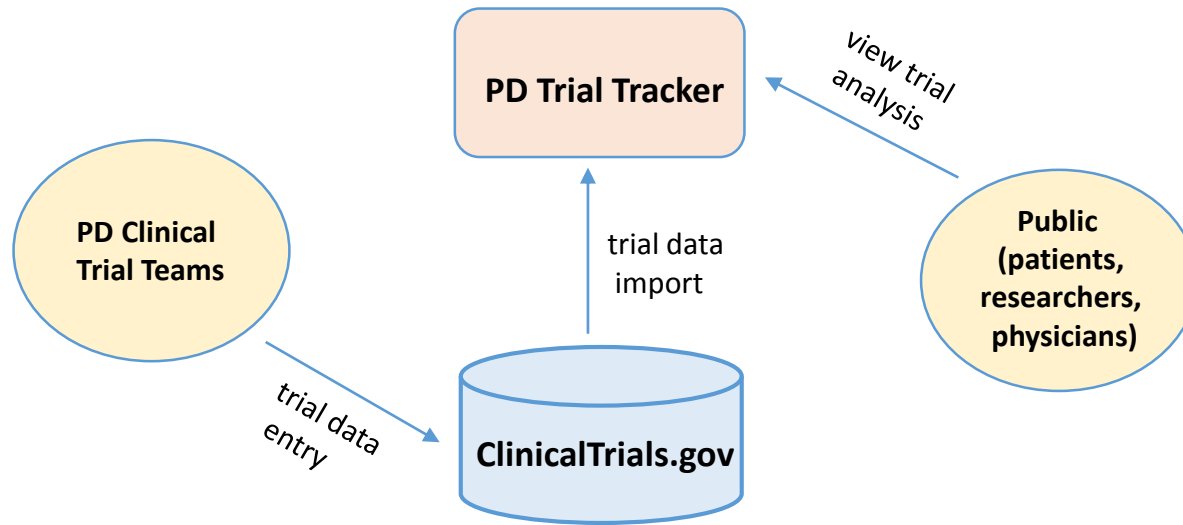 PD Trial Tracker
view trial
analysis
PD Clinical
Trial Teams
Public
(patients,
researchers,
physicians)
trial data
import
trial data
entry
ClinicalTrials.gov